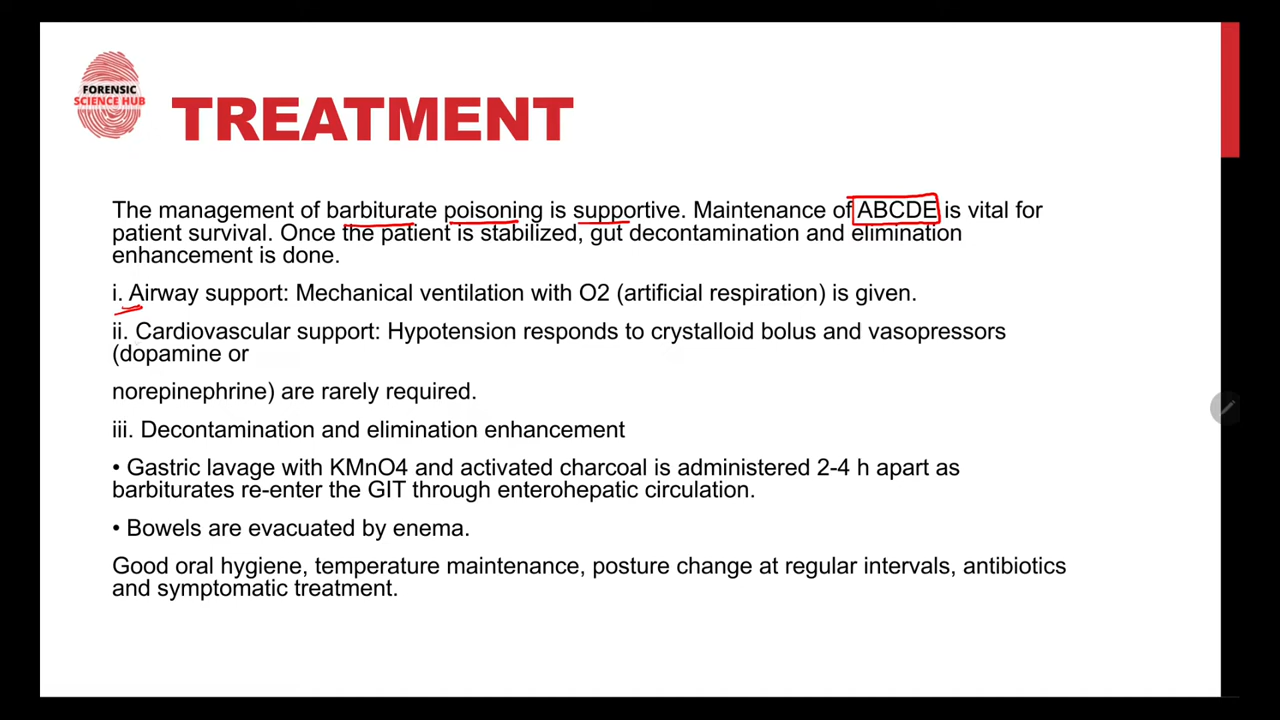 FORENSIC
SCIENCE HUB
TREATMENT
The management of barbiturate poisoning is supportive. Maintenance of ABCDE is vital for
patient survival. Once the patient is stabilized, gut decontamination and elimination
enhancement is done.
i. Airway support: Mechanical ventilation with O2 (artificial respiration) is given.
ii. Cardiovascular support: Hypotension responds to crystalloid bolus and vasopressors
(dopamine or
norepinephrine) are rarely required.
iii. Decontamination and elimination enhancement
• Gastric lavage with KMnO4 and activated charcoal is administered 2-4 h apart as
barbiturates re-enter the GIT through enterohepatic circulation.
• Bowels are evacuated by enema.
Good oral hygiene, temperature maintenance, posture change at regular intervals, antibiotics
and symptomatic treatment.